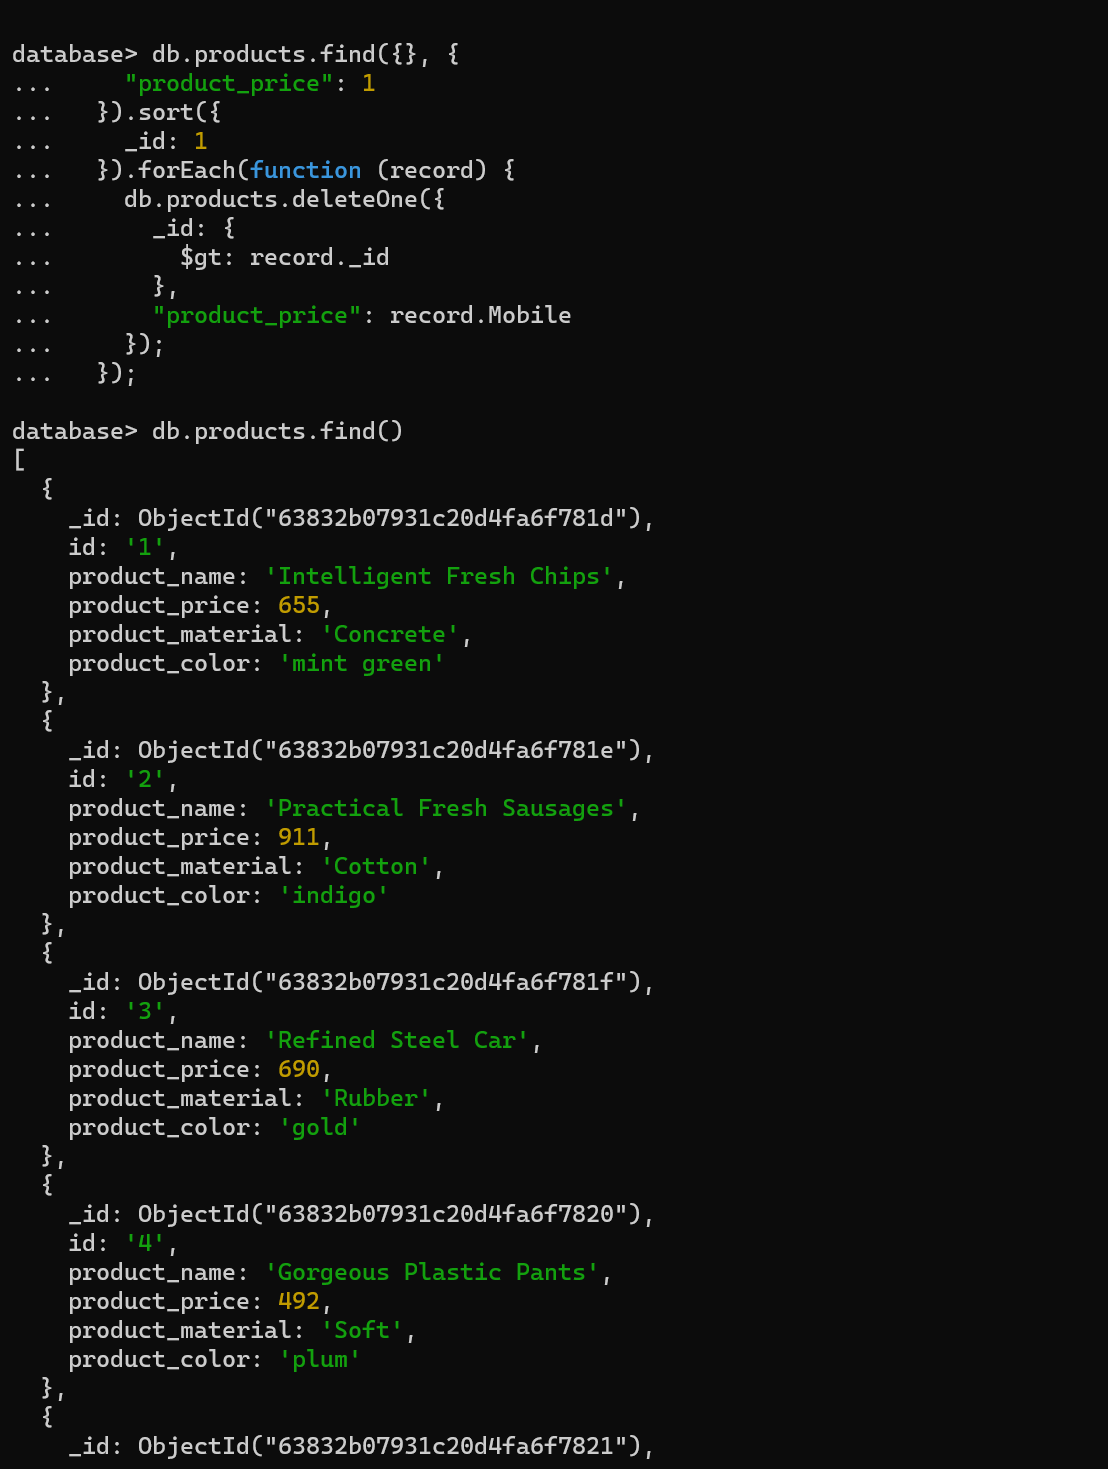 database> db.products.find({}, {
...     "product_price": 1
...   }).sort({
...     _id: 1
...   }).forEach(function (record) {
...     db.products.deleteOne({
...       _id: {
...         $gt: record._id
...       },
...       "product_price": record.Mobile
...     });
...   });

database> db.products.find()
[
  {
    _id: ObjectId("63832b07931c20d4fa6f781d"),
    id: '1',
    product_name: 'Intelligent Fresh Chips',
    product_price: 655,
    product_material: 'Concrete',
    product_color: 'mint green'
  },
  {
    _id: ObjectId("63832b07931c20d4fa6f781e"),
    id: '2',
    product_name: 'Practical Fresh Sausages',
    product_price: 911,
    product_material: 'Cotton',
    product_color: 'indigo'
  },
  {
    _id: ObjectId("63832b07931c20d4fa6f781f"),
    id: '3',
    product_name: 'Refined Steel Car',
    product_price: 690,
    product_material: 'Rubber',
    product_color: 'gold'
  },
  {
    _id: ObjectId("63832b07931c20d4fa6f7820"),
    id: '4',
    product_name: 'Gorgeous Plastic Pants',
    product_price: 492,
    product_material: 'Soft',
    product_color: 'plum'
  },
  {
    _id: ObjectId("63832b07931c20d4fa6f7821"),